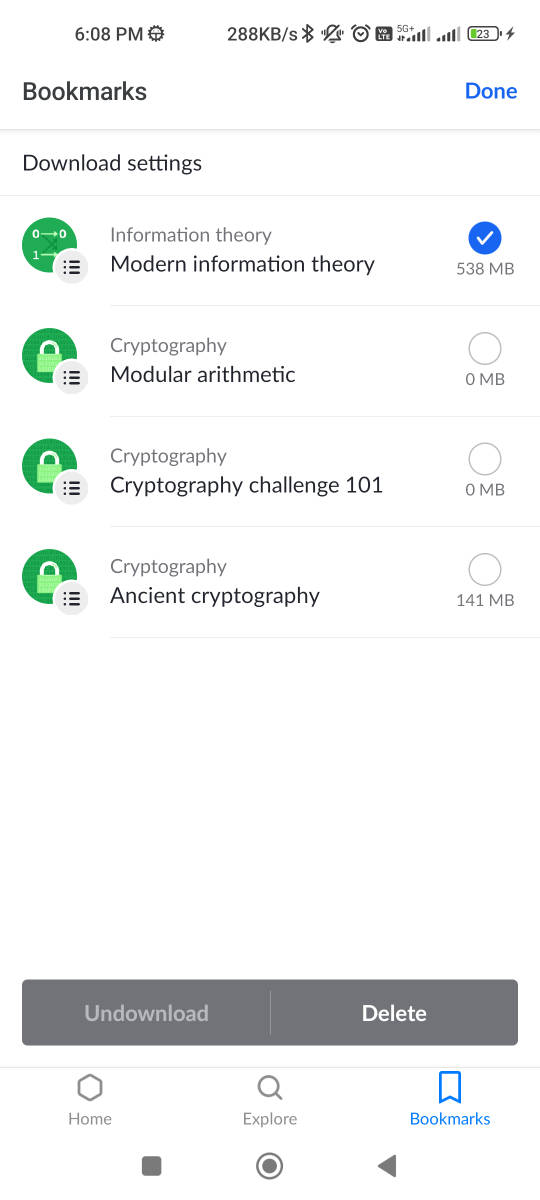 6:08 PM 288KB/s Vo LTE 5G+ 23
Bookmarks Done
Download settings
0 → 0
1
Information theory
Modern information theory
538 MB
Cryptography
Modular arithmetic
0 MB
Cryptography
Cryptography challenge 101
0 MB
Cryptography
Ancient cryptography
141 MB
Undownload Delete
Home Explore Bookmarks